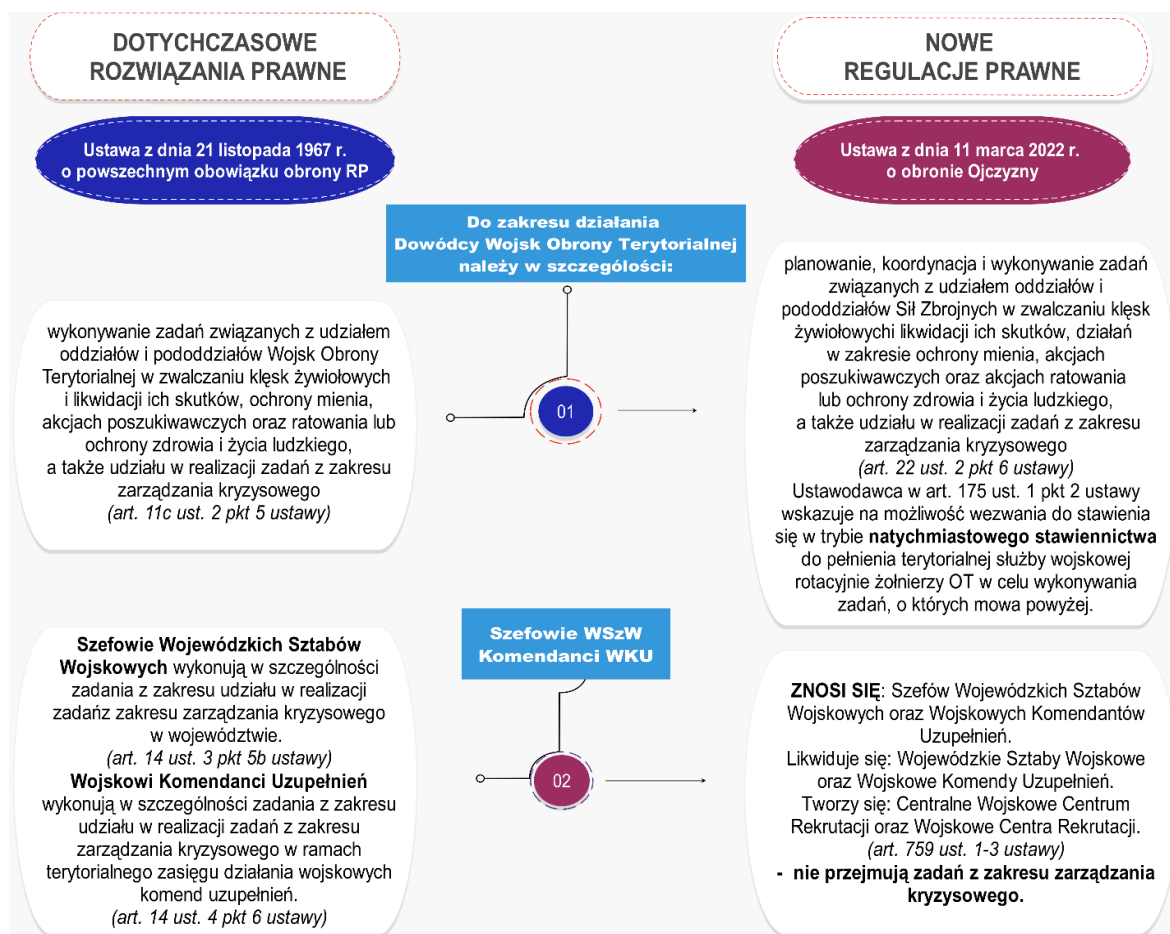 DOTYCHCZASOWE
ROZWIĄZANIA PRAWNE
NOWE
REGULACJE PRAWNE
Ustawa z dnia 21 listopada 1967 r.
o powszechnym obowiązku obrony RP
Ustawa z dnia 11 marca 2022 r.
o obronie Ojczyzny
Do zakresu działania
Dowódcy Wojsk Obrony Terytorialnej
należy w szczególości:
wykonywanie zadań związanych z udziałem
oddziałów i pododdziałów Wojsk Obrony
Terytorialnej w zwalczaniu klęsk żywiołowych
i likwidacji ich skutków, ochrony mienia,
akcjach poszukiwawczych oraz ratowania lub
ochrony zdrowia i życia ludzkiego,
a także udziału w realizacji zadań z zakresu
zarządzania kryzysowego
(art. 11c ust. 2 pkt 5 ustawy)
01
planowanie, koordynacja i wykonywanie zadań
związanych z udziałem oddziałów i
pododdziałów Sił Zbrojnych w zwalczaniu klęsk
żywiołowychi likwidacji ich skutków, działań
w zakresie ochrony mienia, akcjach
poszukiwawczych oraz akcjach ratowania
lub ochrony zdrowia i życia ludzkiego,
a także udziału w realizacji zadań z zakresu
zarządzania kryzysowego
(art. 22 ust. 2 pkt 6 ustawy)
Ustawodawca w art. 175 ust. 1 pkt 2 ustawy
wskazuje na możliwość wezwania do stawienia
się w trybie natychmiastowego stawiennictwa
do pełnienia terytorialnej służby wojskowej
rotacyjnie żołnierzy OT w celu wykonywania
zadań, o których mowa powyżej.
Szefowie WSzW
Komendanci WKU
Szefowie Wojewódzkich Sztabów
Wojskowych wykonują w szczególności
zadania z zakresu udziału w realizacji
zadańz zakresu zarządzania kryzysowego
w województwie.
(art. 14 ust. 3 pkt 5b ustawy)
Wojskowi Komendanci Uzupełnień
wykonują w szczególności zadania z zakresu
udziału w realizacji zadań z zakresu
zarządzania kryzysowego w ramach
terytorialnego zasięgu działania wojskowych
komend uzupełnień.
(art. 14 ust. 4 pkt 6 ustawy)
02
ZNOSI SIĘ: Szefów Wojewódzkich Sztabów
Wojskowych oraz Wojskowych Komendantów
Uzupełnień.
Likwiduje się: Wojewódzkie Sztaby Wojskowe
oraz Wojskowe Komendy Uzupełnień.
Tworzy się: Centralne Wojskowe Centrum
Rekrutacji oraz Wojskowe Centra Rekrutacji.
(art. 759 ust. 1-3 ustawy)
- nie przejmują zadań z zakresu zarządzania
kryzysowego.